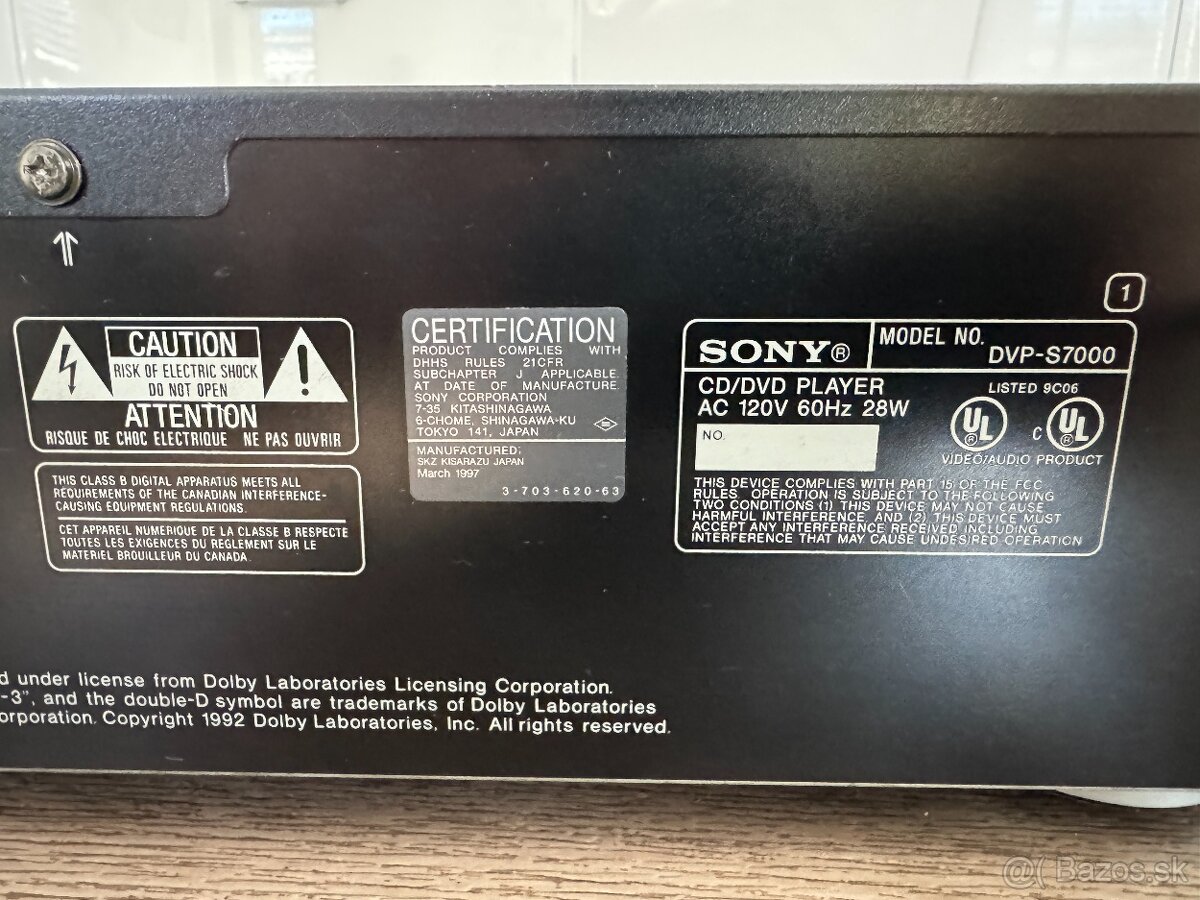 CAUTION
RISK OF ELECTRIC SHOCK
DO NOT OPEN
ATTENTION
RISQUE DE CHOC ELECTRIQUE NE PAS OUVRIR
THIS CLASS B DIGITAL APPARATUS MEETS ALL
REQUIREMENTS OF THE CANADIAN INTERFERENCE-
CAUSING EQUIPMENT REGULATIONS.
CET APPAREIL NUMERIQUE DE LA CLASSE B RESPECTE
TOUTES LES EXIGENCES DU REGLEMENT SUR LE
MATERIEL BROUILLEUR DU CANADA.
CERTIFICATION
PRODUCT COMPLIES WITH
DHHS RULES 21CFR
SUBCHAPTER J APPLICABLE
AT DATE OF MANUFACTURE.
SONY CORPORATION
7-35 KITASHINAGAWA
6-CHOME, SHINAGAWA-KU
TOKYO 141, JAPAN
MANUFACTURED:
SKZ KISARAZU JAPAN
March 1997
3-703-620-63
1
SONY®
MODEL NO.
DVP-S7000
CD/DVD PLAYER
AC 120V 60Hz 28W
NO.
LISTED 9C06
UL ® C UL ®
VIDEO/AUDIO PRODUCT
THIS DEVICE COMPLIES WITH PART 15 OF THE FCC
RULES. OPERATION IS SUBJECT TO THE FOLLOWING
TWO CONDITIONS (1) THIS DEVICE MAY NOT CAUSE
HARMFUL INTERFERENCE, AND (2) THIS DEVICE MUST
ACCEPT ANY INTERFERENCE RECEIVED INCLUDING
INTERFERENCE THAT MAY CAUSE UNDESIRED OPERATION
d under license from Dolby Laboratories Licensing Corporation.
-3", and the double-D symbol are trademarks of Dolby Laboratories
orporation. Copyright 1992 Dolby Laboratories, Inc. All rights reserved.
@( Bazos.sk